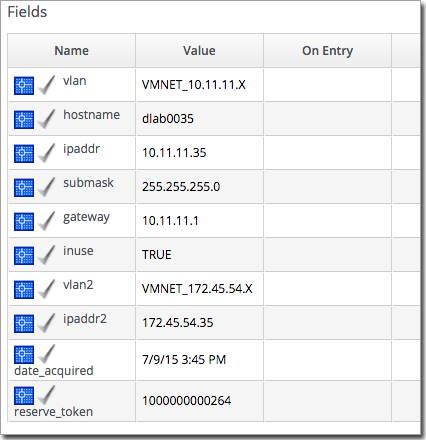 Fields
Name Value On Entry
vlan VMNET_10.11.11.X
hostname dlab0035
ipaddr 10.11.11.35
submask 255.255.255.0
gateway 10.11.11.1
inuse TRUE
vlan2 VMNET_172.45.54.X
ipaddr2 172.45.54.35
date_acquired 7/9/15 3:45 PM
reserve_token 1000000000264